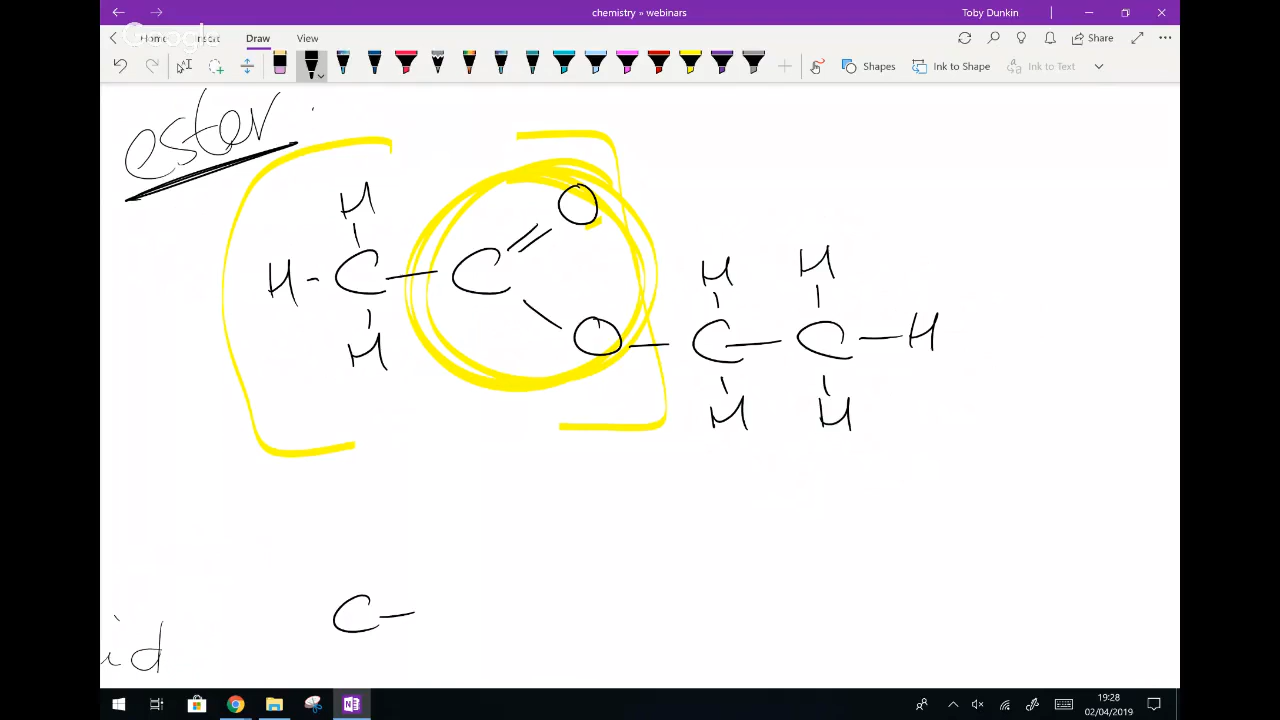 chemistry » webinars
Toby Dunkin
Google
Home
Insert
Draw
View
Share
Shapes
Ink to Shape
Ink to Text
ester.
H
O
H - C - C
H
H H
O - C - C - H
H H
C -
id
19:28
02/04/2019